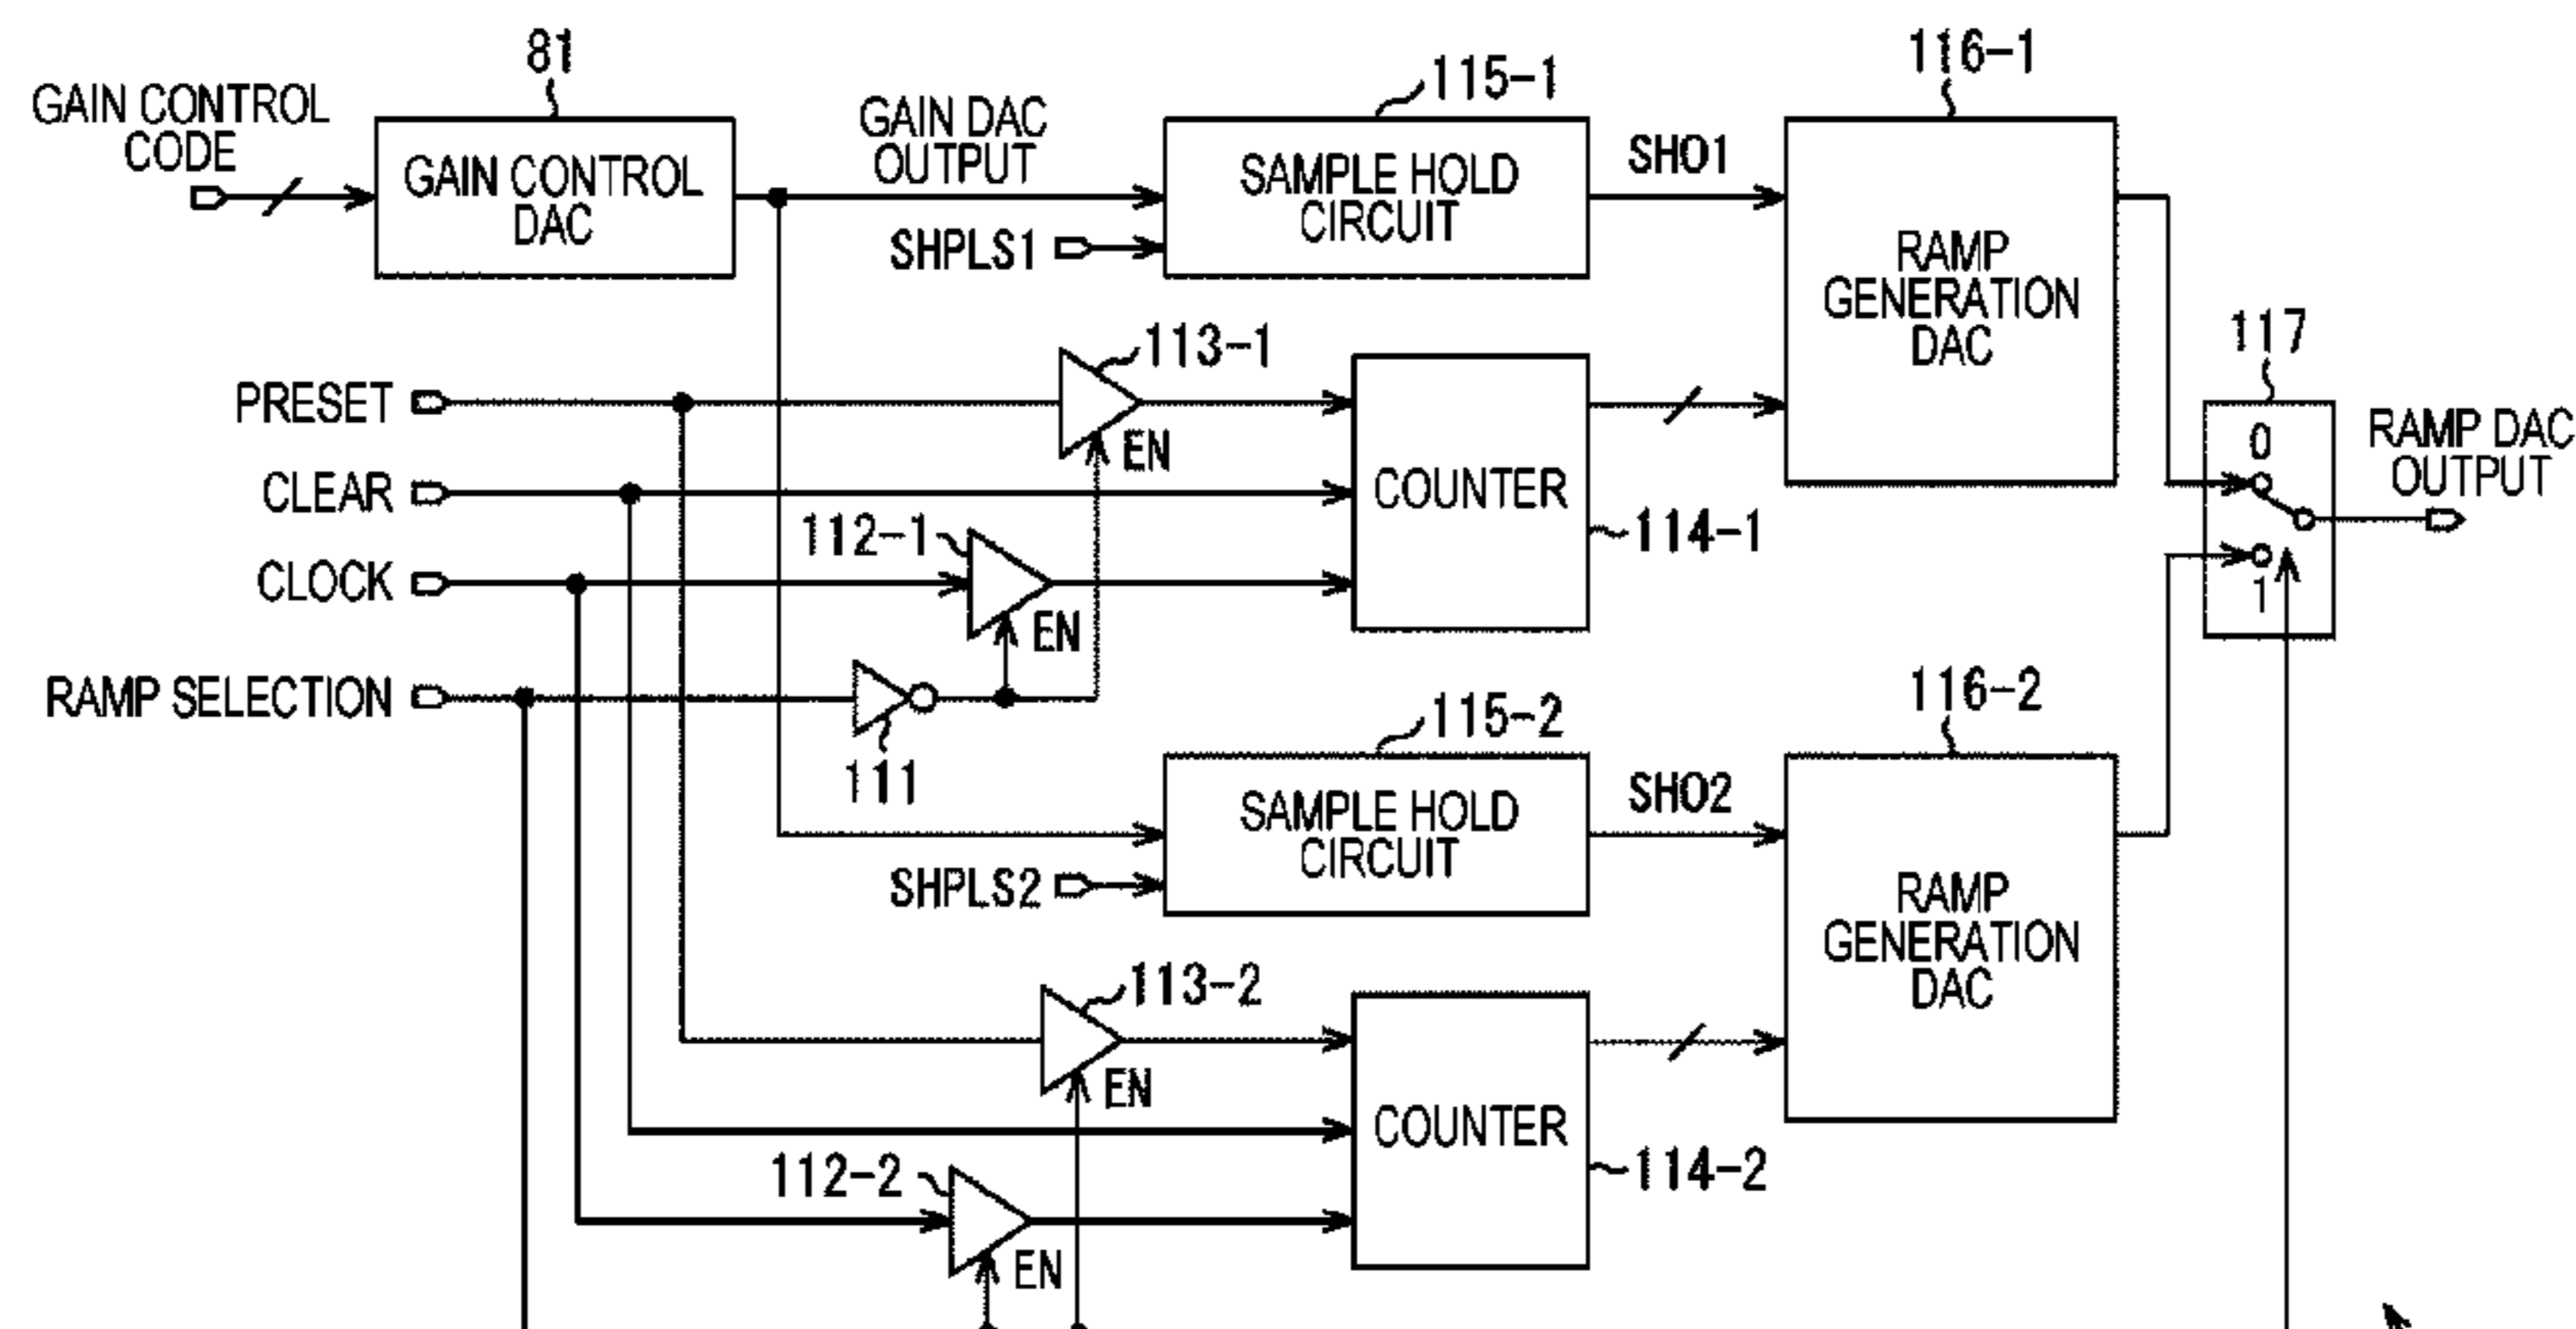 81
GAIN CONTROL
CODE
GAIN CONTROL
DAC
GAIN DAC
OUTPUT
SHPLS1
115-1
SAMPLE HOLD
CIRCUIT
SHO1
116-1
RAMP
GENERATION
DAC
PRESET
113-1
EN
CLEAR
COUNTER
114-1
CLOCK
112-1
EN
RAMP SELECTION
111
117
0
1
RAMP DAC
OUTPUT
115-2
SAMPLE HOLD
CIRCUIT
SHPLS2
SHO2
116-2
RAMP
GENERATION
DAC
113-2
EN
COUNTER
114-2
112-2
EN